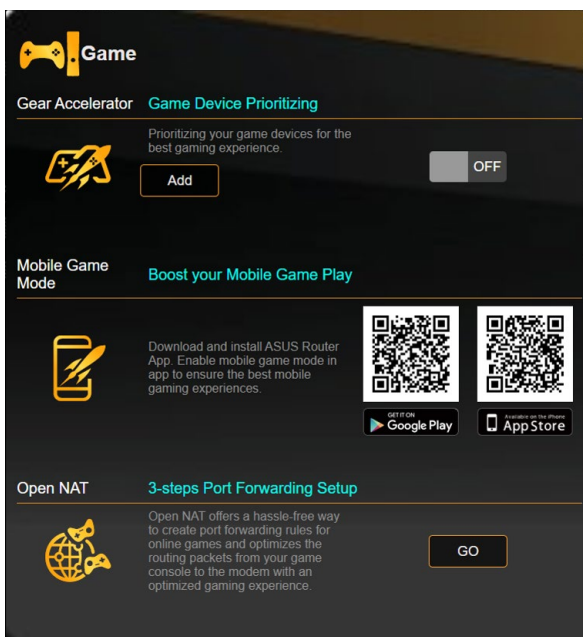 Game
Gear Accelerator
Game Device Prioritizing
Prioritizing your game devices for the
best gaming experience.
Add
OFF
Mobile Game
Mode
Boost your Mobile Game Play
Download and install ASUS Router
App. Enable mobile game mode in
app to ensure the best mobile
gaming experiences.
GET IT ON
Google Play
Available on the iPhone
App Store
Open NAT
3-steps Port Forwarding Setup
Open NAT offers a hassle-free way
to create port forwarding rules for
online games and optimizes the
routing packets from your game
console to the modem with an
optimized gaming experience.
GO